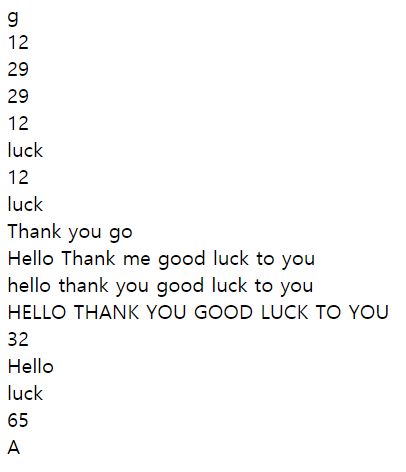 g
12
29
29
12
luck
12
luck
Thank you go
Hello Thank me good luck to you
hello thank you good luck to you
HELLO THANK YOU GOOD LUCK TO YOU
32
Hello
luck
65
A